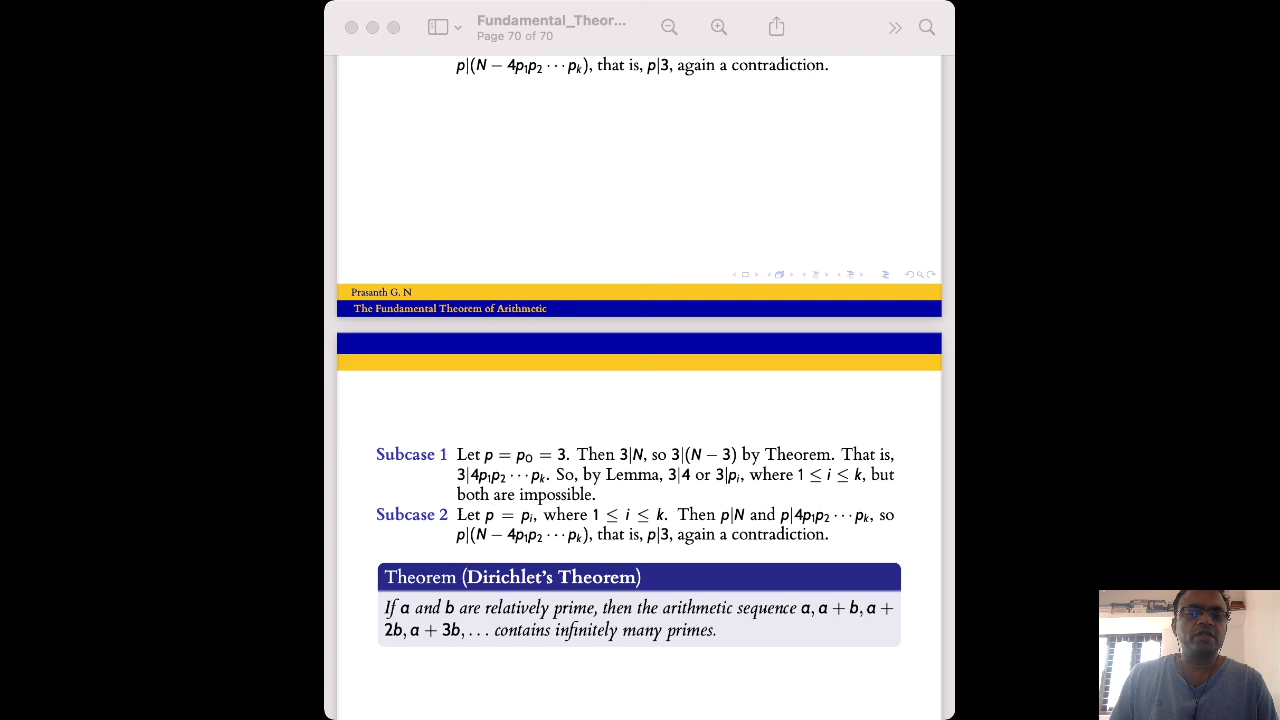 Fundamental_Theor...
Page 70 of 70
p|(N − 4p₁p₂ ⋯ pₖ), that is, p|3, again a contradiction.
Prasanth G. N
The Fundamental Theorem of Arithmetic
Subcase 1 Let p = p₀ = 3. Then 3|N, so 3|(N − 3) by Theorem. That is,
3|4p₁p₂ ⋯ pₖ. So, by Lemma, 3|4 or 3|pᵢ, where 1 ≤ i ≤ k, but
both are impossible.
Subcase 2 Let p = pᵢ, where 1 ≤ i ≤ k. Then p|N and p|4p₁p₂ ⋯ pₖ, so
p|(N − 4p₁p₂ ⋯ pₖ), that is, p|3, again a contradiction.
Theorem (Dirichlet's Theorem)
If a and b are relatively prime, then the arithmetic sequence a, a + b, a +
2b, a + 3b, ... contains infinitely many primes.